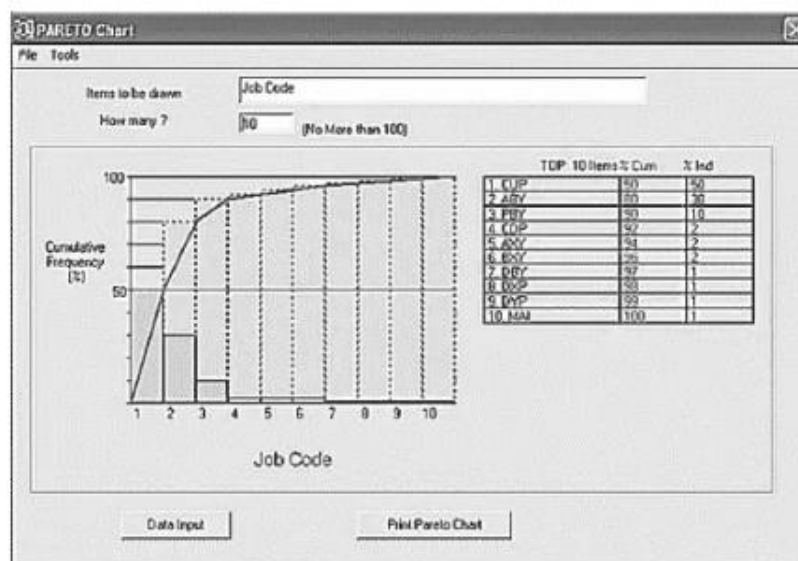 PARETO Chart
File Tools
Items to be drawn
Job Code
How many ?
10
(No More than 100)
100
50
Cumulative
Frequency
(%)
1 2 3 4 5 6 7 8 9 10
Job Code
TOP 10 Items % Cum % Ind
1. CUP 50 50
2. ABY 80 30
3. PBY 90 10
4. CDP 92 2
5. AXY 94 2
6. BXY 96 2
7. DBY 97 1
8. DXP 98 1
9. DYP 99 1
10. MAI 100 1
Data Input
Print Pareto Chart